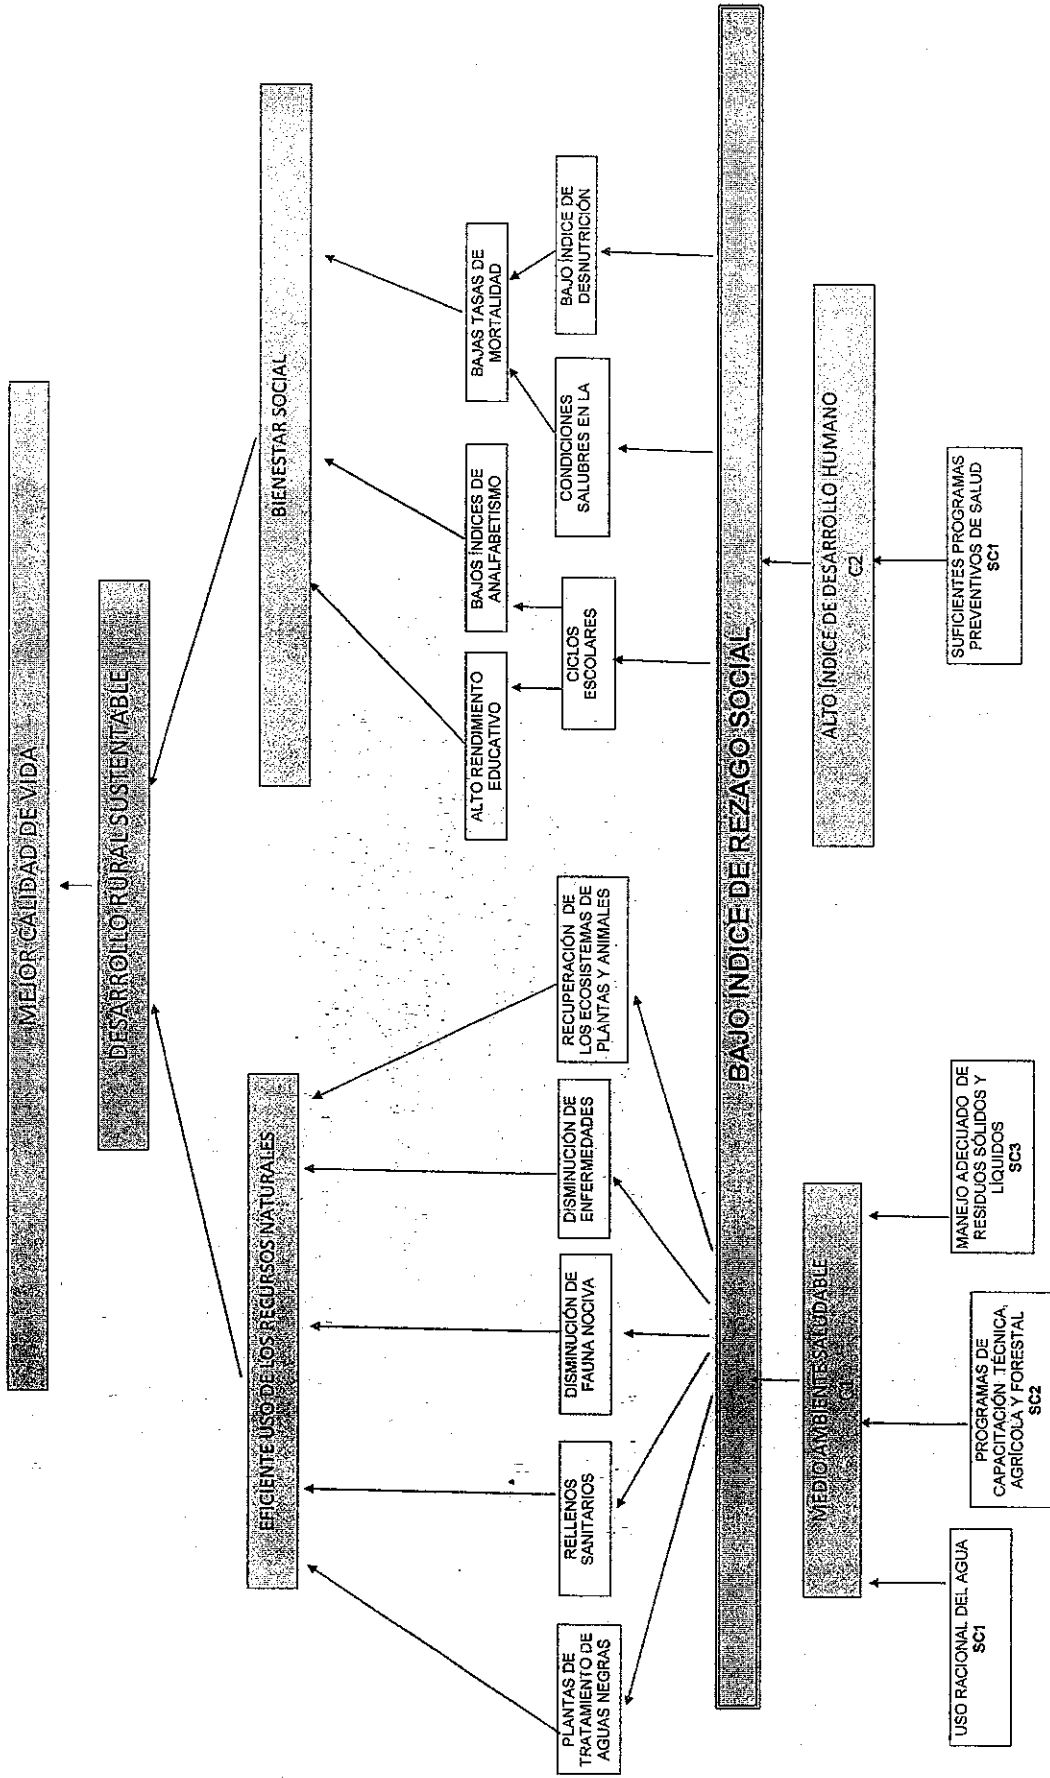 MEJOR CALIDAD DE VIDA
DESARROLLO RURAL SUSTENTABLE
EFICIENTE USO DE LOS RECURSOS NATURALES
BIENESTAR SOCIAL
ALTO RENDIMIENTO
EDUCATIVO
BAJOS ÍNDICES DE
ANALFABETISMO
BAJAS TASAS DE
MORTALIDAD
PLANTAS DE
TRATAMIENTO DE
AGUAS NEGRAS
RELLENOS
SANITARIOS
DISMINUCIÓN DE
FAUNA NOCIVA
DISMINUCIÓN DE
ENFERMEDADES
RECUPERACIÓN DE
LOS ECOSISTEMAS DE
PLANTAS Y ANIMALES
CICLOS
ESCOLARES
CONDICIONES
SALUBRES EN LA
BAJO ÍNDICE DE
DESNUTRICIÓN
BAJO INDICE DE REZAGO SOCIAL
MEDIO AMBIENTE SALUDABLE
C1
ALTO ÍNDICE DE DESARROLLO HUMANO
C2
USO RACIONAL DEL AGUA
SC1
PROGRAMAS DE
CAPACITACIÓN TÉCNICA,
AGRÍCOLA Y FORESTAL
SC2
MANEJO ADECUADO DE
RESIDUOS SÓLIDOS Y
LÍQUIDOS
SC3
SUFICIENTES PROGRAMAS
PREVENTIVOS DE SALUD
SC1